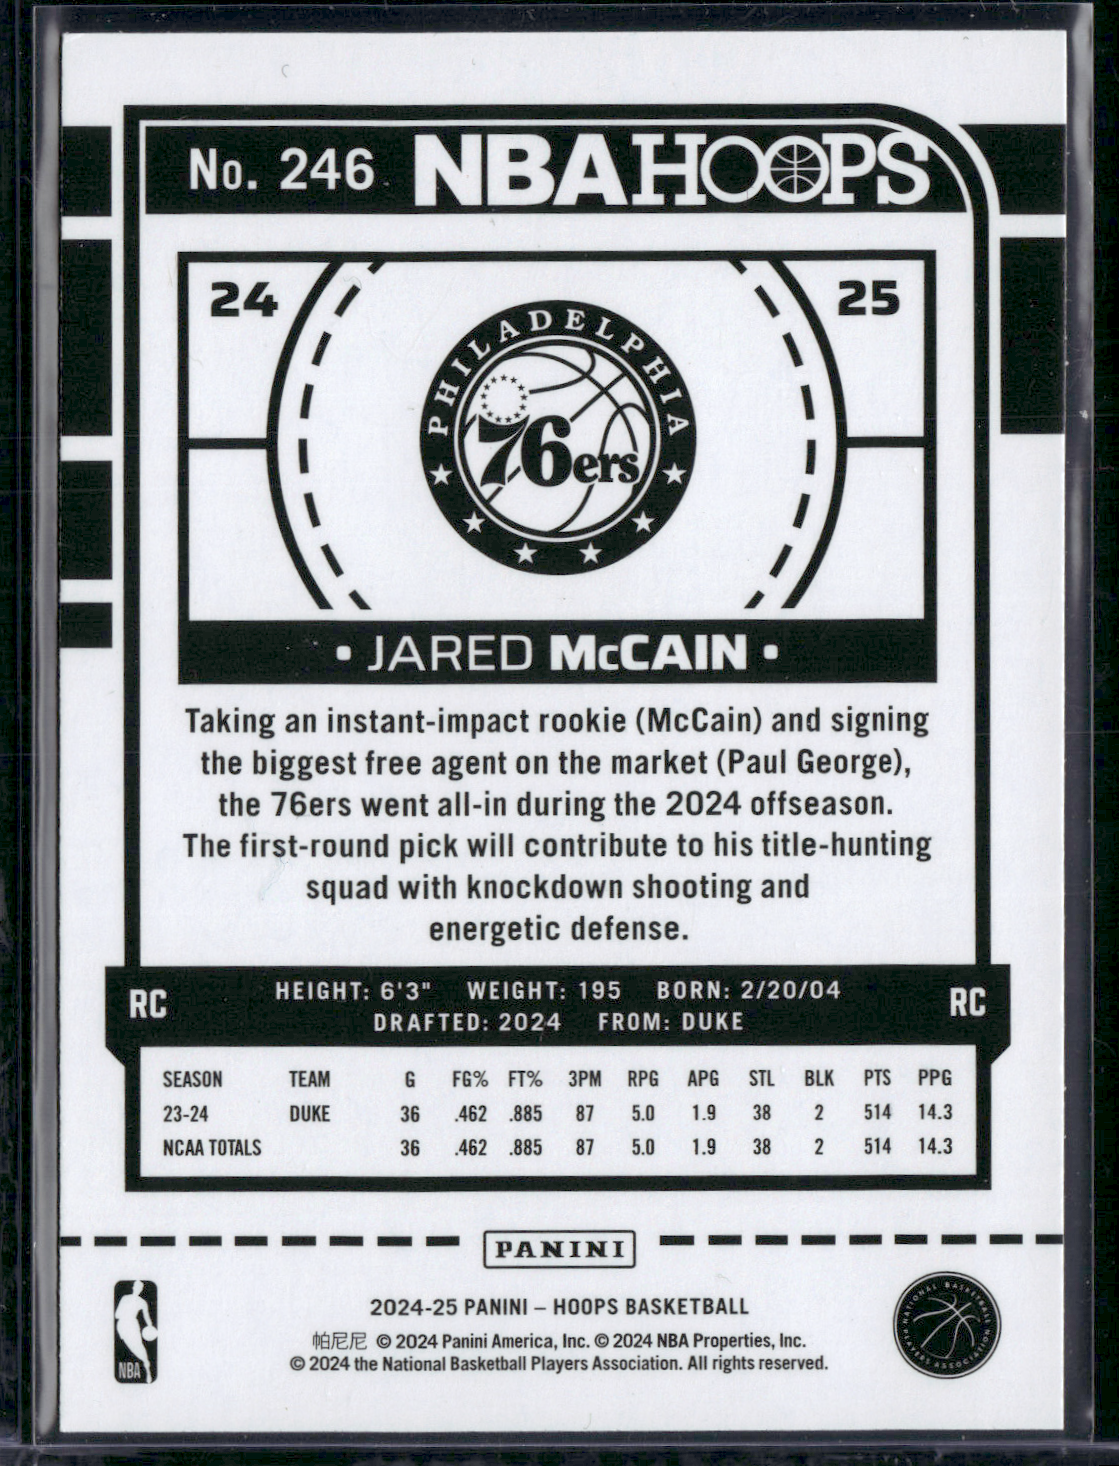 No. 246 NBAHOOPS
24 25
PHILADELPHIA
76ers
• JARED McCAIN •
Taking an instant-impact rookie (McCain) and signing
the biggest free agent on the market (Paul George),
the 76ers went all-in during the 2024 offseason.
The first-round pick will contribute to his title-hunting
squad with knockdown shooting and
energetic defense.
RC HEIGHT: 6'3" WEIGHT: 195 BORN: 2/20/04 RC
DRAFTED: 2024 FROM: DUKE
SEASON TEAM G FG% FT% 3PM RPG APG STL BLK PTS PPG
23-24 DUKE 36 .462 .885 87 5.0 1.9 38 2 514 14.3
NCAA TOTALS 36 .462 .885 87 5.0 1.9 38 2 514 14.3
PANINI
2024-25 PANINI – HOOPS BASKETBALL
帕尼尼 © 2024 Panini America, Inc. © 2024 NBA Properties, Inc.
© 2024 the National Basketball Players Association. All rights reserved.
NBA
NATIONAL BASKETBALL PLAYERS ASSOCIATION